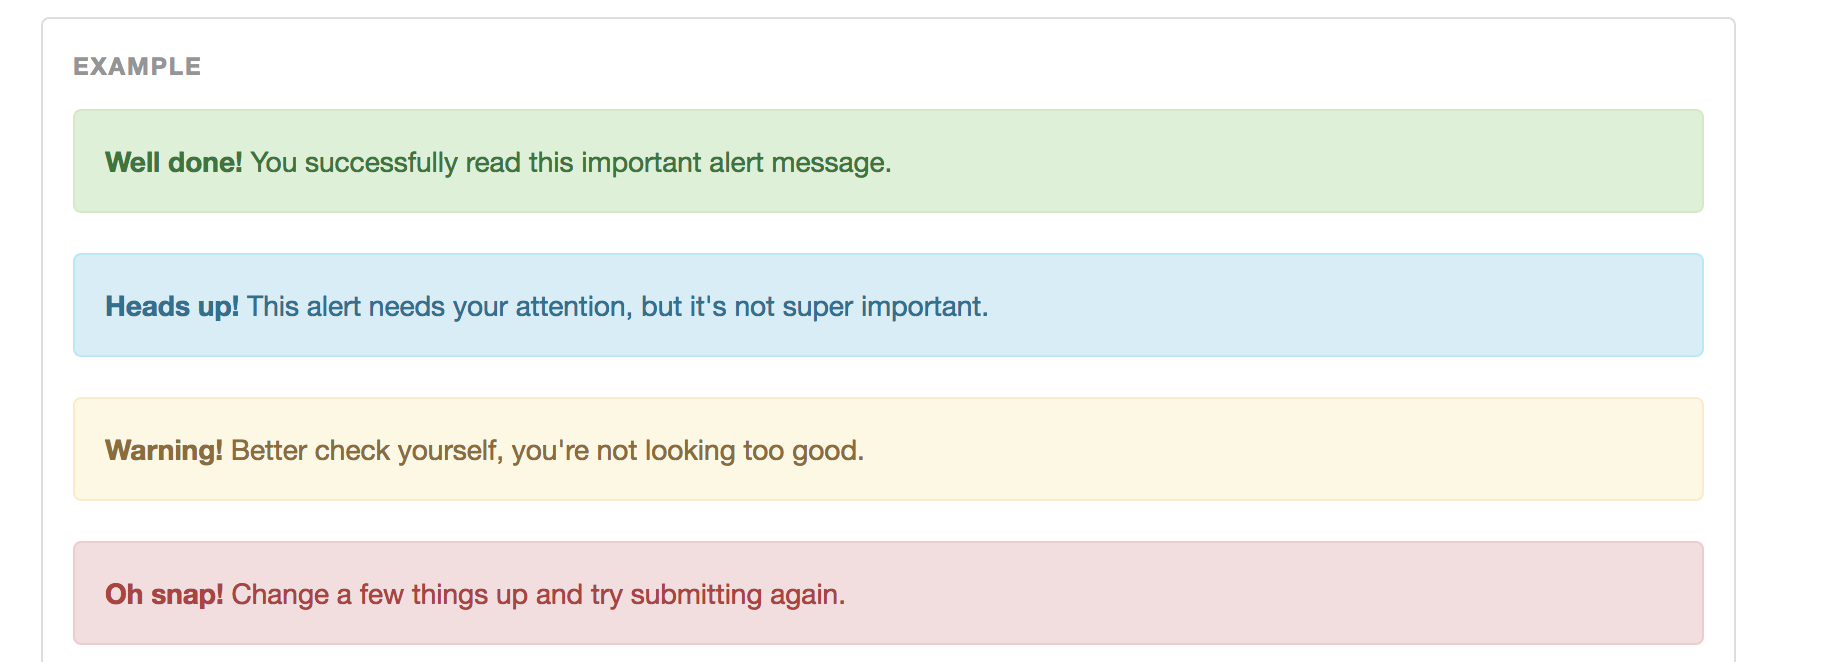 EXAMPLE
Well done! You successfully read this important alert message.
Heads up! This alert needs your attention, but it's not super important.
Warning! Better check yourself, you're not looking too good.
Oh snap! Change a few things up and try submitting again.